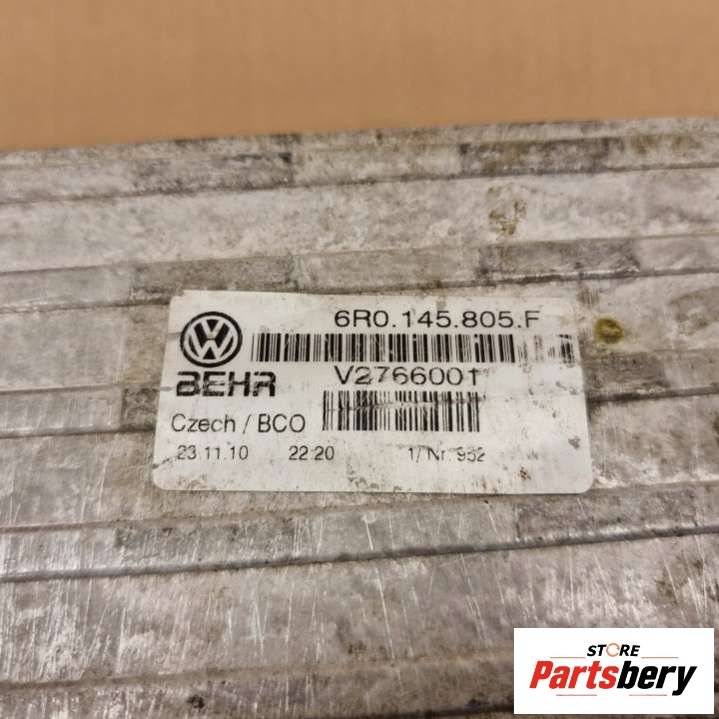 6R0.145.805.F
BEHR
V2766001
Czech / BCO
23.11.10 22:20 1/ Nr. 952
STORE
Partsbery